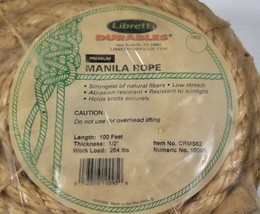 Libretto
DURABLES®
PREMIUM
MANILA ROPE
• Strongest of natural fibers • Low stretch
• Abrasion resistant • Resistant to sunlight
• Holds knots securely
CAUTION:
Do not use for overhead lifting
Length: 100 Feet
Thickness: 1/2"
Work Load: 264 lbs
Item No. CRMS62
Numeric No.